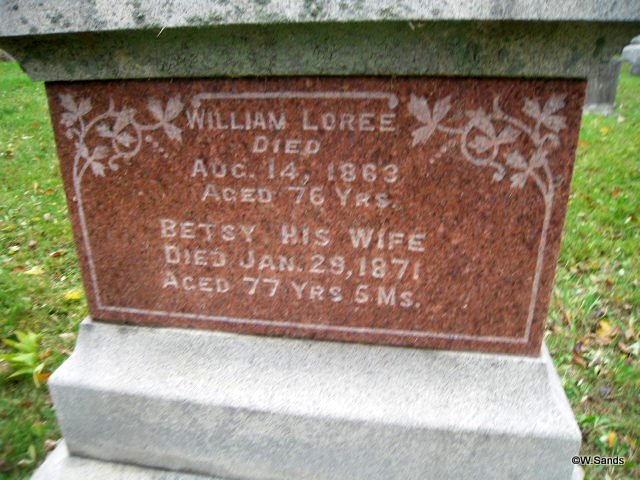 WILLIAM LOREE
DIED
AUG. 14, 1863
AGED 76 YRS.
BETSY HIS WIFE
DIED JAN. 29, 1871
AGED 77 YRS 5 MS.
©W.Sands